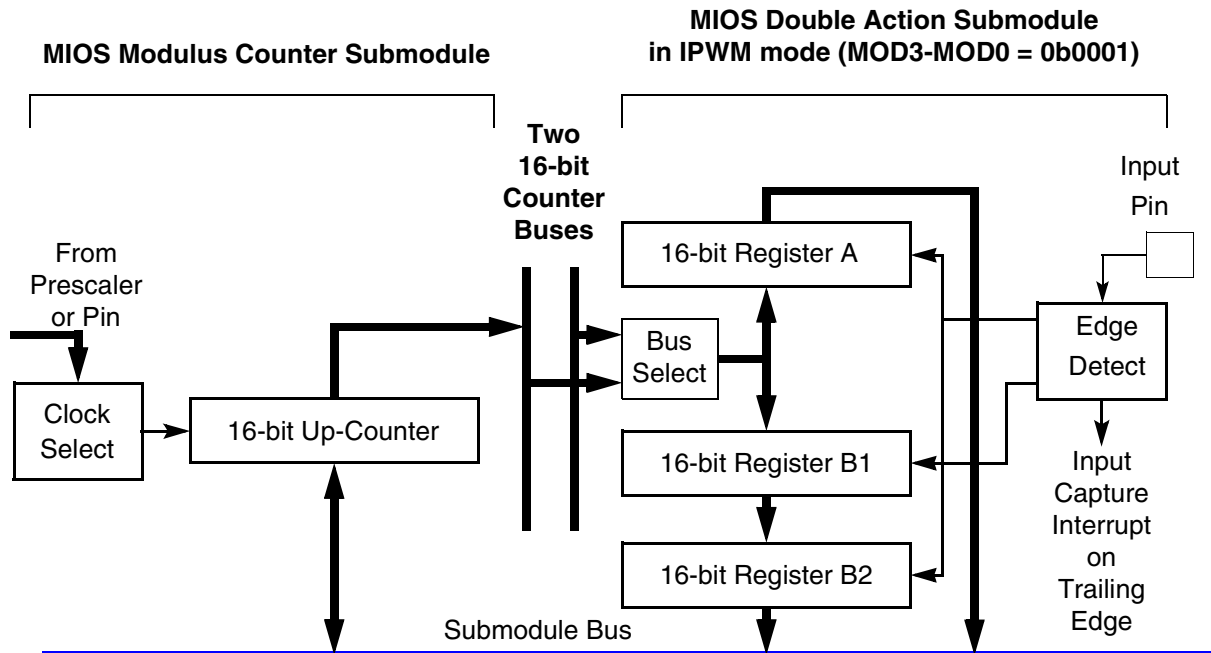 MIOS Modulus Counter Submodule
MIOS Double Action Submodule
in IPWM mode (MOD3-MOD0 = 0b0001)
Two
16-bit
Counter
Buses
From
Prescaler
or Pin
Clock
Select
16-bit Up-Counter
Bus
Select
16-bit Register A
16-bit Register B1
16-bit Register B2
Input
Pin
Edge
Detect
Input
Capture
Interrupt
on
Trailing
Edge
Submodule Bus